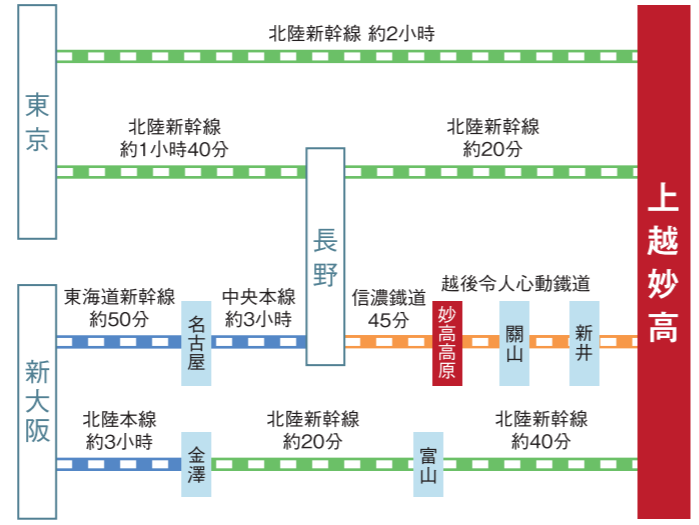 北陸新幹線 約2小時
東京
北陸新幹線
約1小時40分
北陸新幹線
約20分
長野
上越妙高
東海道新幹線
約50分
名古屋
中央本線
約3小時
信濃鐵道
45分
越後令人心動鐵道
妙高高原
關山
新井
新大阪
北陸本線
約3小時
金澤
北陸新幹線
約20分
富山
北陸新幹線
約40分